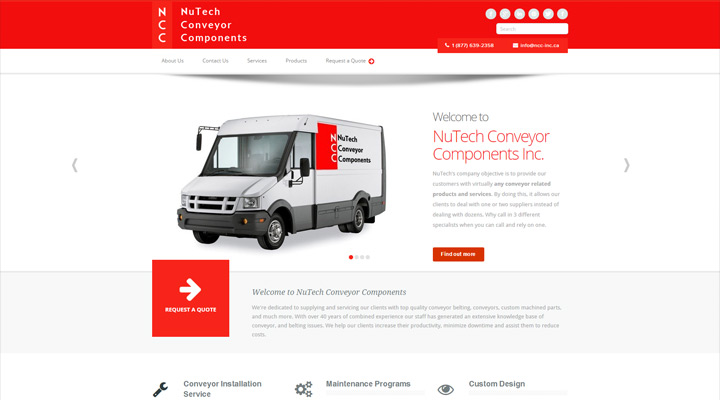 N
C
C
NuTech
Conveyor
Components
Search
1 (877) 639-2358
info@ncc-inc.ca
About Us
Contact Us
Services
Products
Request a Quote
N
C
C
NuTech
Conveyor
Components
Welcome to
NuTech Conveyor
Components Inc.
NuTech's company objective is to provide our
customers with virtually any conveyor related
products and services. By doing this, it allows our
clients to deal with one or two suppliers instead of
dealing with dozens. Why call in 3 different
specialists when you can call and rely on one.
Find out more
REQUEST A QUOTE
Welcome to NuTech Conveyor Components
We're dedicated to supplying and servicing our clients with top quality conveyor belting, conveyors, custom machined parts,
and much more. With over 40 years of combined experience our staff has generated an extensive knowledge base of
conveyor, and belting issues. We help our clients increase their productivity, minimize downtime and assist them to reduce
costs.
Conveyor Installation
Service
Maintenance Programs
Custom Design